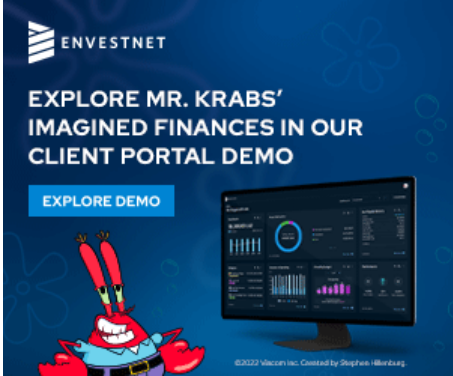 ENVESTNET
EXPLORE MR. KRABS'
IMAGINED FINANCES IN OUR
CLIENT PORTAL DEMO
EXPLORE DEMO
©2022 Viacom Inc. Created by Stephen Hillenburg.